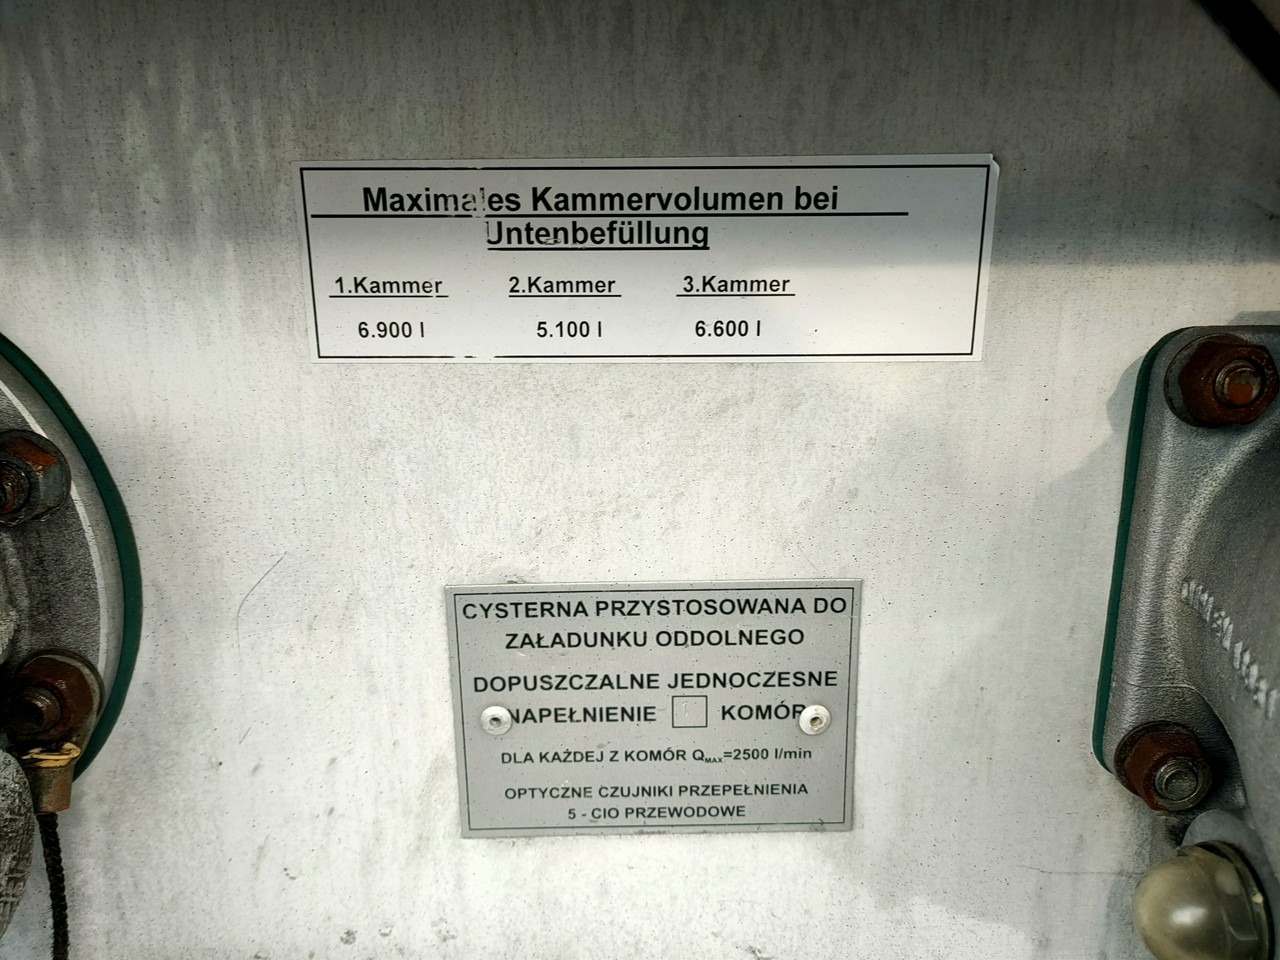 Maximales Kammervolumen bei
Untenbefüllung
1.Kammer 2.Kammer 3.Kammer
6.900 l 5.100 l 6.600 l
CYSTERNA PRZYSTOSOWANA DO
ZAŁADUNKU ODDOLNEGO
DOPUSZCZALNE JEDNOCZESNE
NAPEŁNIENIE KOMÓR
DLA KAŻDEJ Z KOMÓR QMAX=2500 l/min
OPTYCZNE CZUJNIKI PRZEPEŁNIENIA
5 - CIO PRZEWODOWE